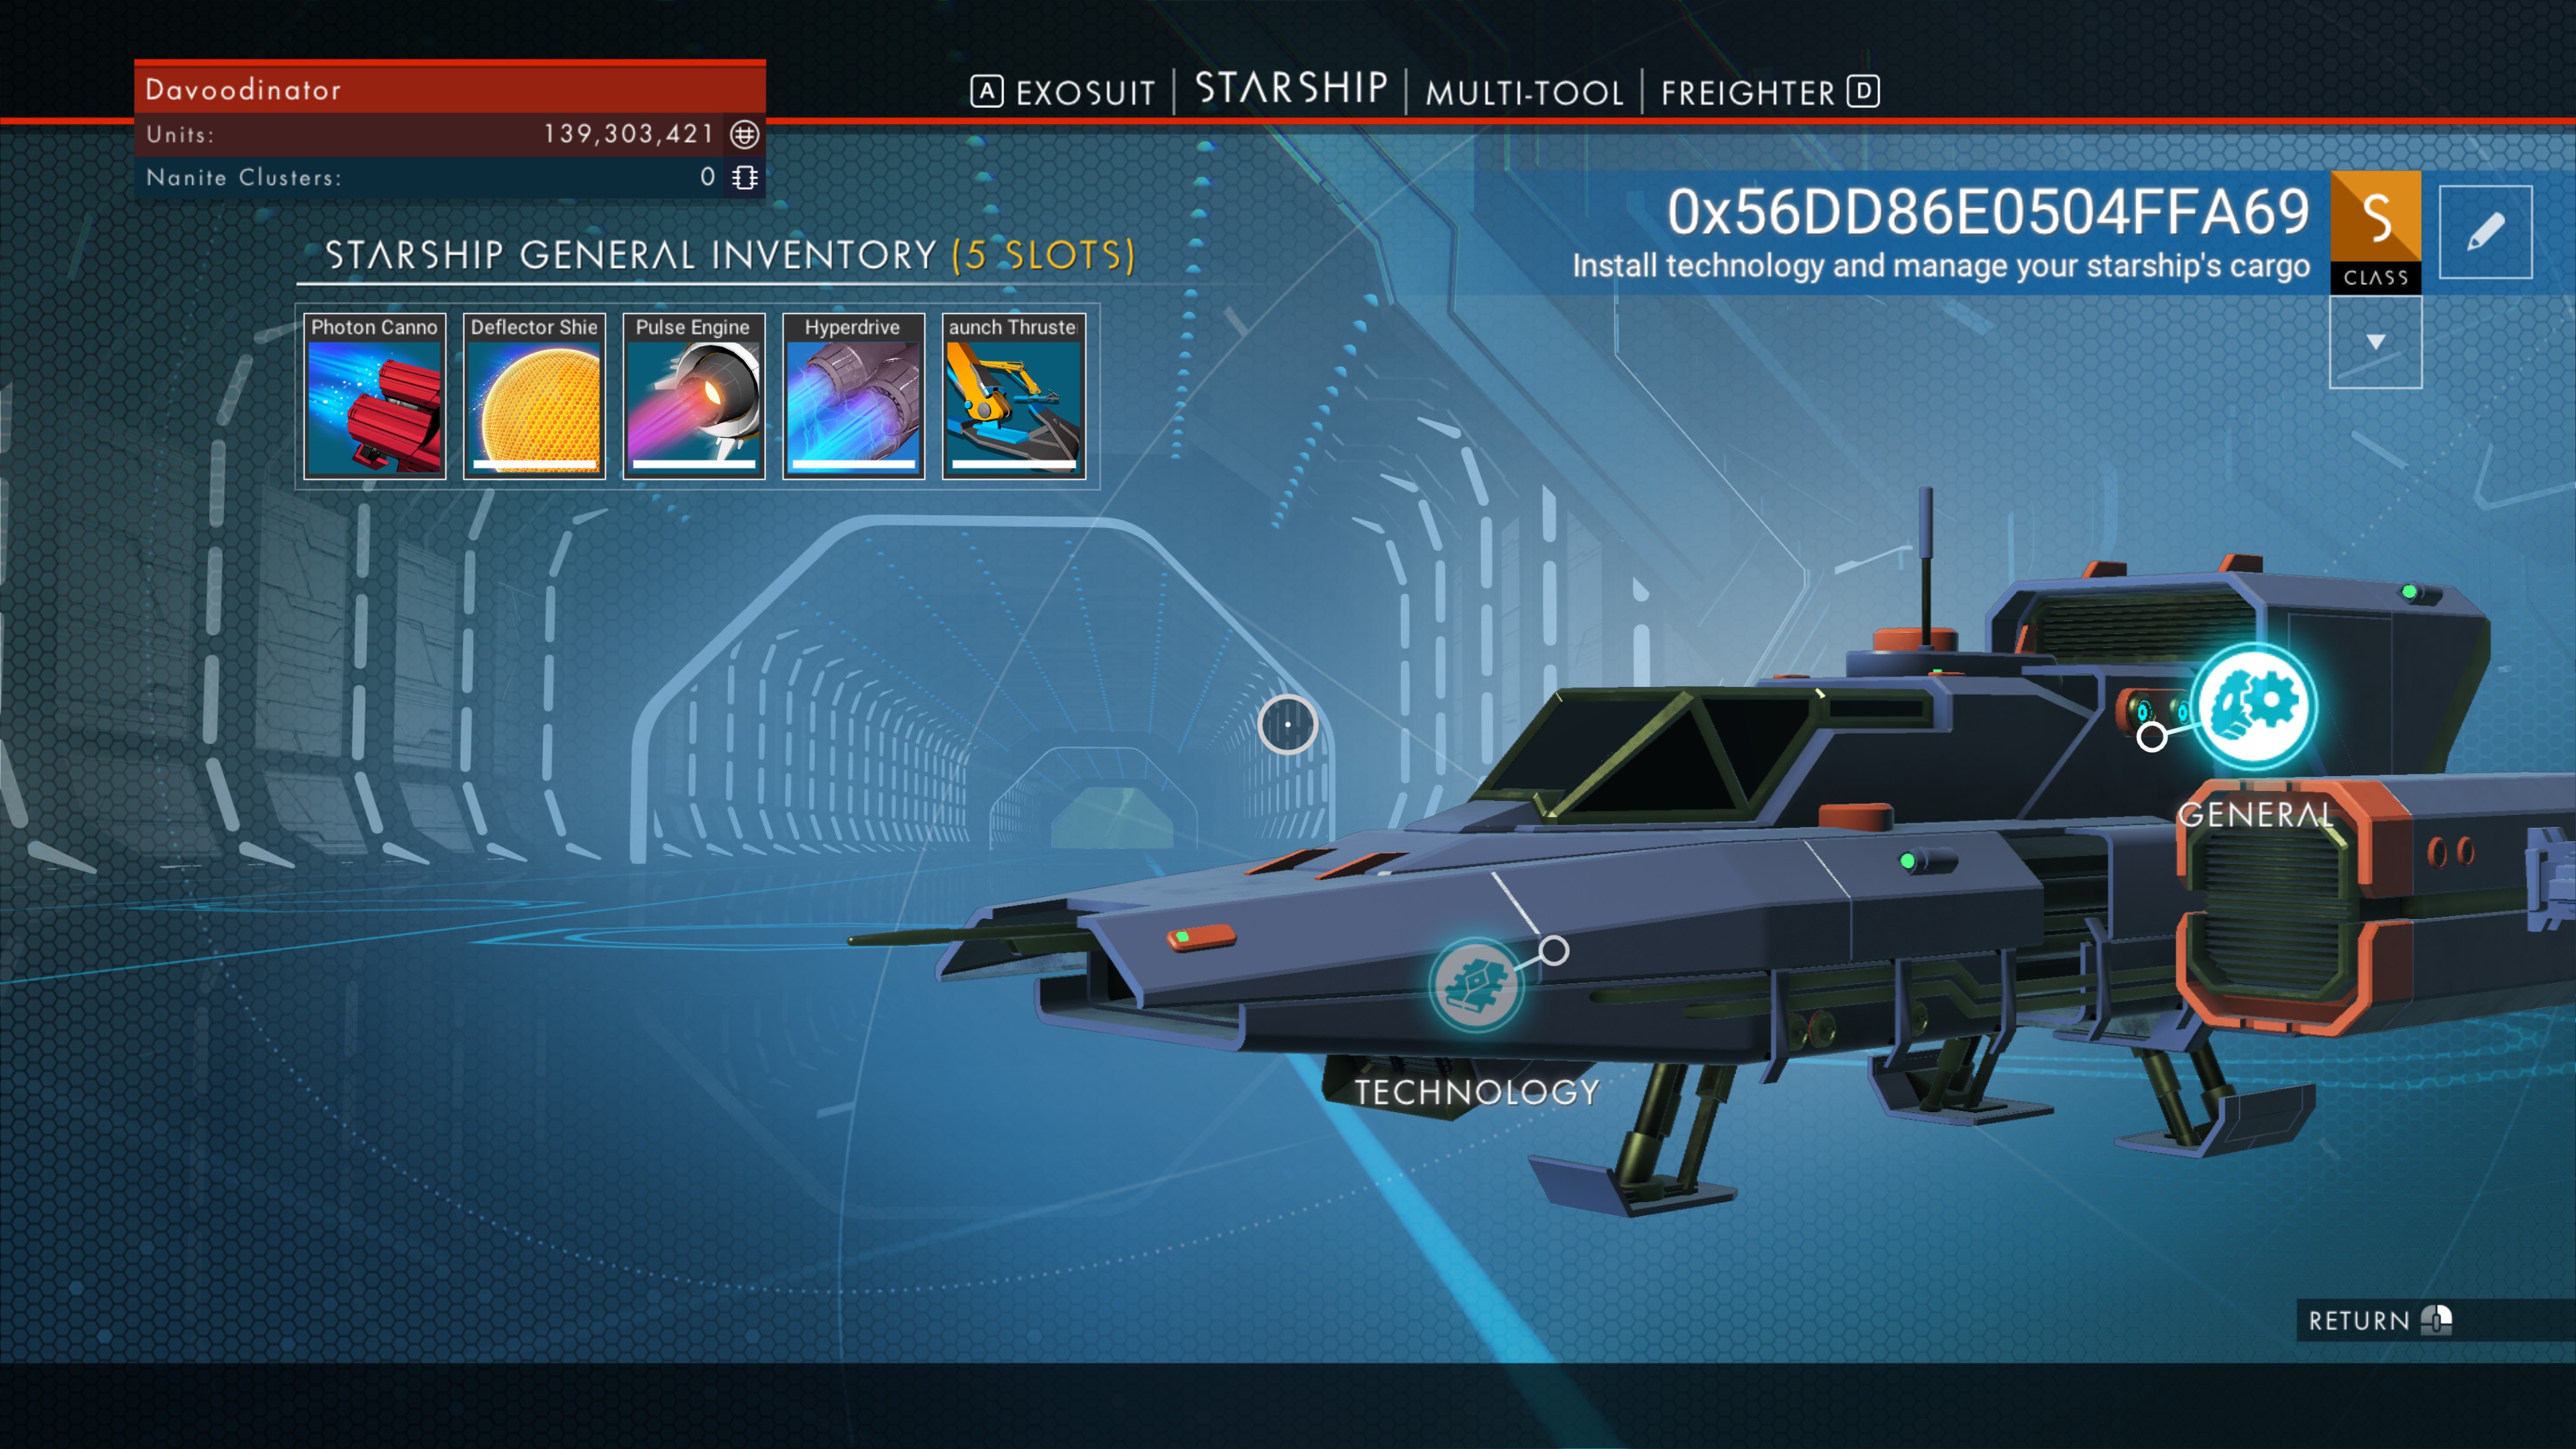 Davoodinator
Units: 139,303,421
Nanite Clusters: 0
A EXOSUIT STARSHIP MULTI-TOOL FREIGHTER D
0x56DD86E0504FFA69
Install technology and manage your starship's cargo
S
CLASS
STARSHIP GENERAL INVENTORY (5 SLOTS)
Photon Canno Deflector Shie Pulse Engine Hyperdrive aunch Thruste
GENERAL
TECHNOLOGY
RETURN